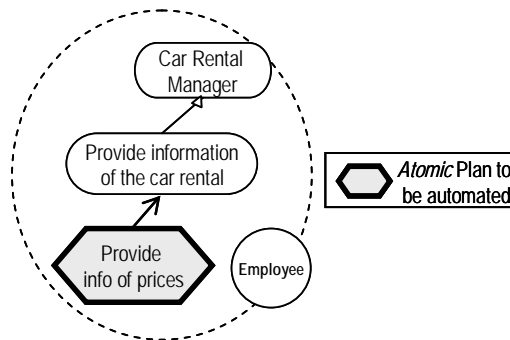 Car Rental
Manager
Provide information
of the car rental
Provide
info of prices
Employee
Atomic Plan to
be automated